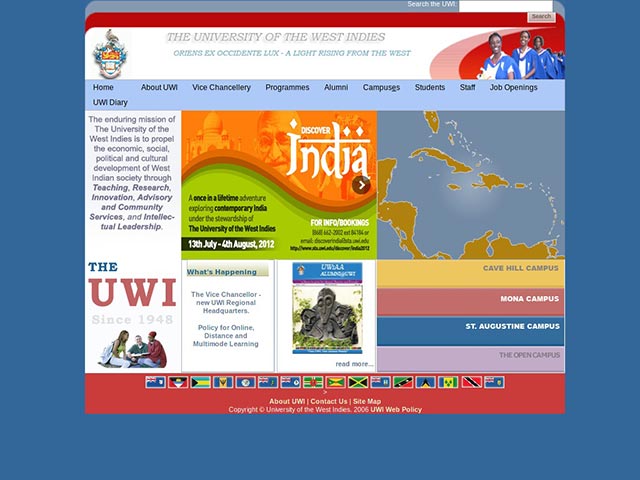 Search the UWI:
Search
THE UNIVERSITY OF THE WEST INDIES
ORIENS EX OCCIDENTE LUX - A LIGHT RISING FROM THE WEST
Home About UWI Vice Chancellery Programmes Alumni Campuses Students Staff Job Openings
UWI Diary
The enduring mission of
The University of the
West Indies is to propel
the economic, social,
political and cultural
development of West
Indian society through
Teaching, Research,
Innovation, Advisory
and Community
Services, and Intellec-
tual Leadership.
DISCOVER
India
A once in a lifetime adventure
exploring contemporary India
under the stewardship of
The University of the West Indies
13th July - 4th August, 2012
FOR INFO/BOOKINGS
(868) 662-2002 ext 84184 or
email: discoverindia@sta.uwi.edu
http://www.sta.uwi.edu/discover/india2012
THE
UWI
Since 1948
What's Happening
The Vice Chancellor -
new UWI Regional
Headquarters.
Policy for Online,
Distance and
Multimode Learning
UWIAA
ALUMNI@UWI
read more...
CAVE HILL CAMPUS
MONA CAMPUS
ST. AUGUSTINE CAMPUS
THE OPEN CAMPUS
>
About UWI | Contact Us | Site Map
Copyright © University of the West Indies. 2006 UWI Web Policy